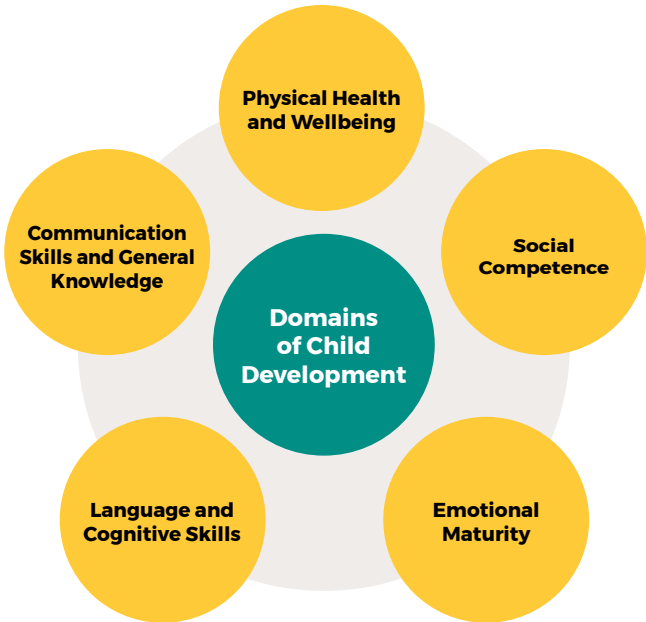 Physical Health
and Wellbeing
Communication
Skills and General
Knowledge
Social
Competence
Domains
of Child
Development
Language and
Cognitive Skills
Emotional
Maturity